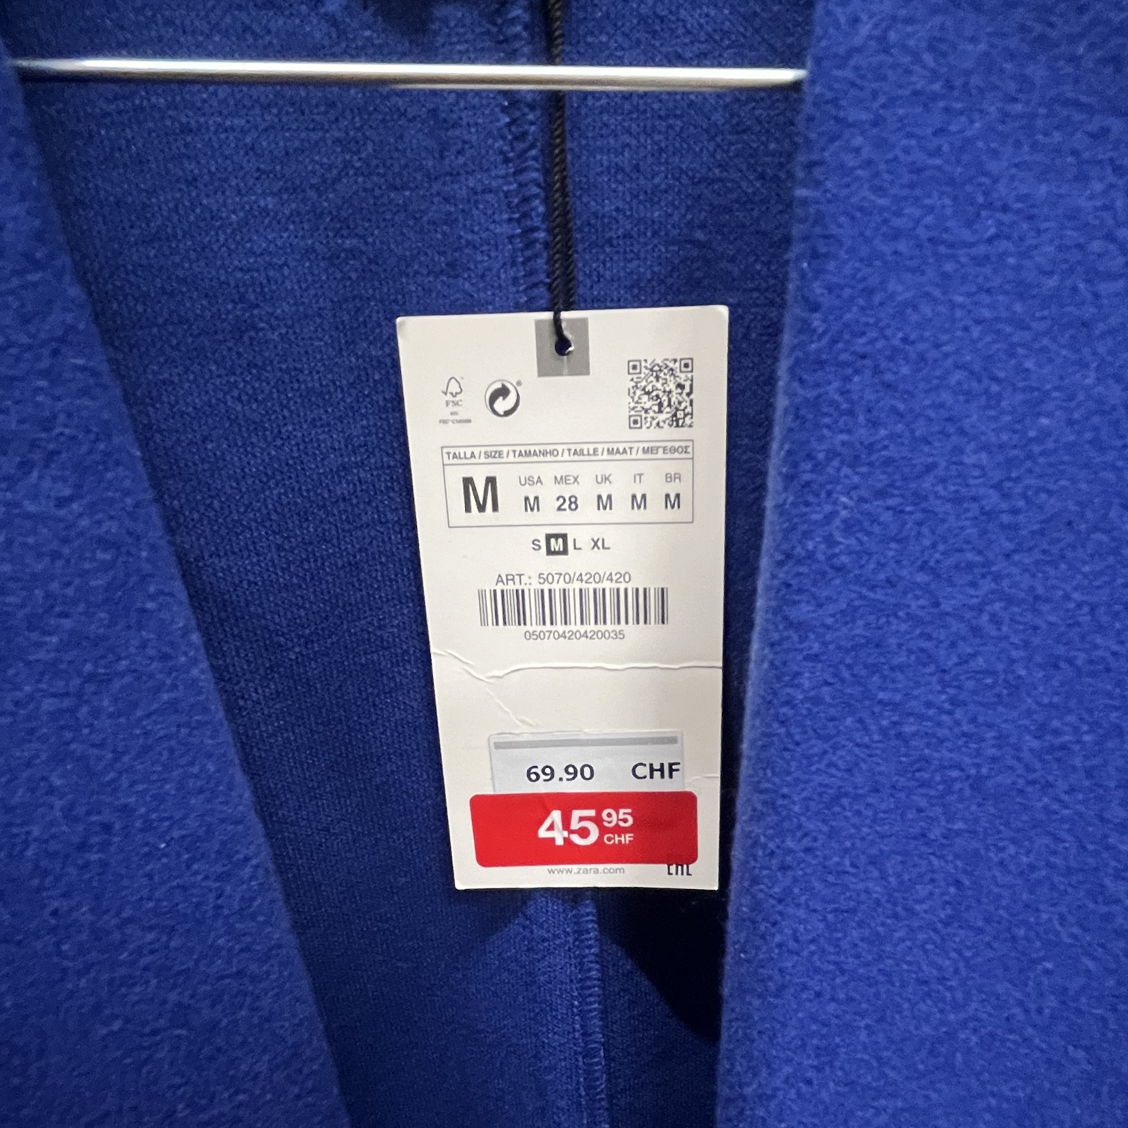 FSC
TALLA / SIZE / TAMANHO / TAILLE / MAAT / ΜΕΓΕΘΟΣ
M
USA MEX UK IT BR
M 28 M M M
S M L XL
ART.: 5070/420/420
05070420420035
69.90 CHF
45 95
CHF
www.zara.com